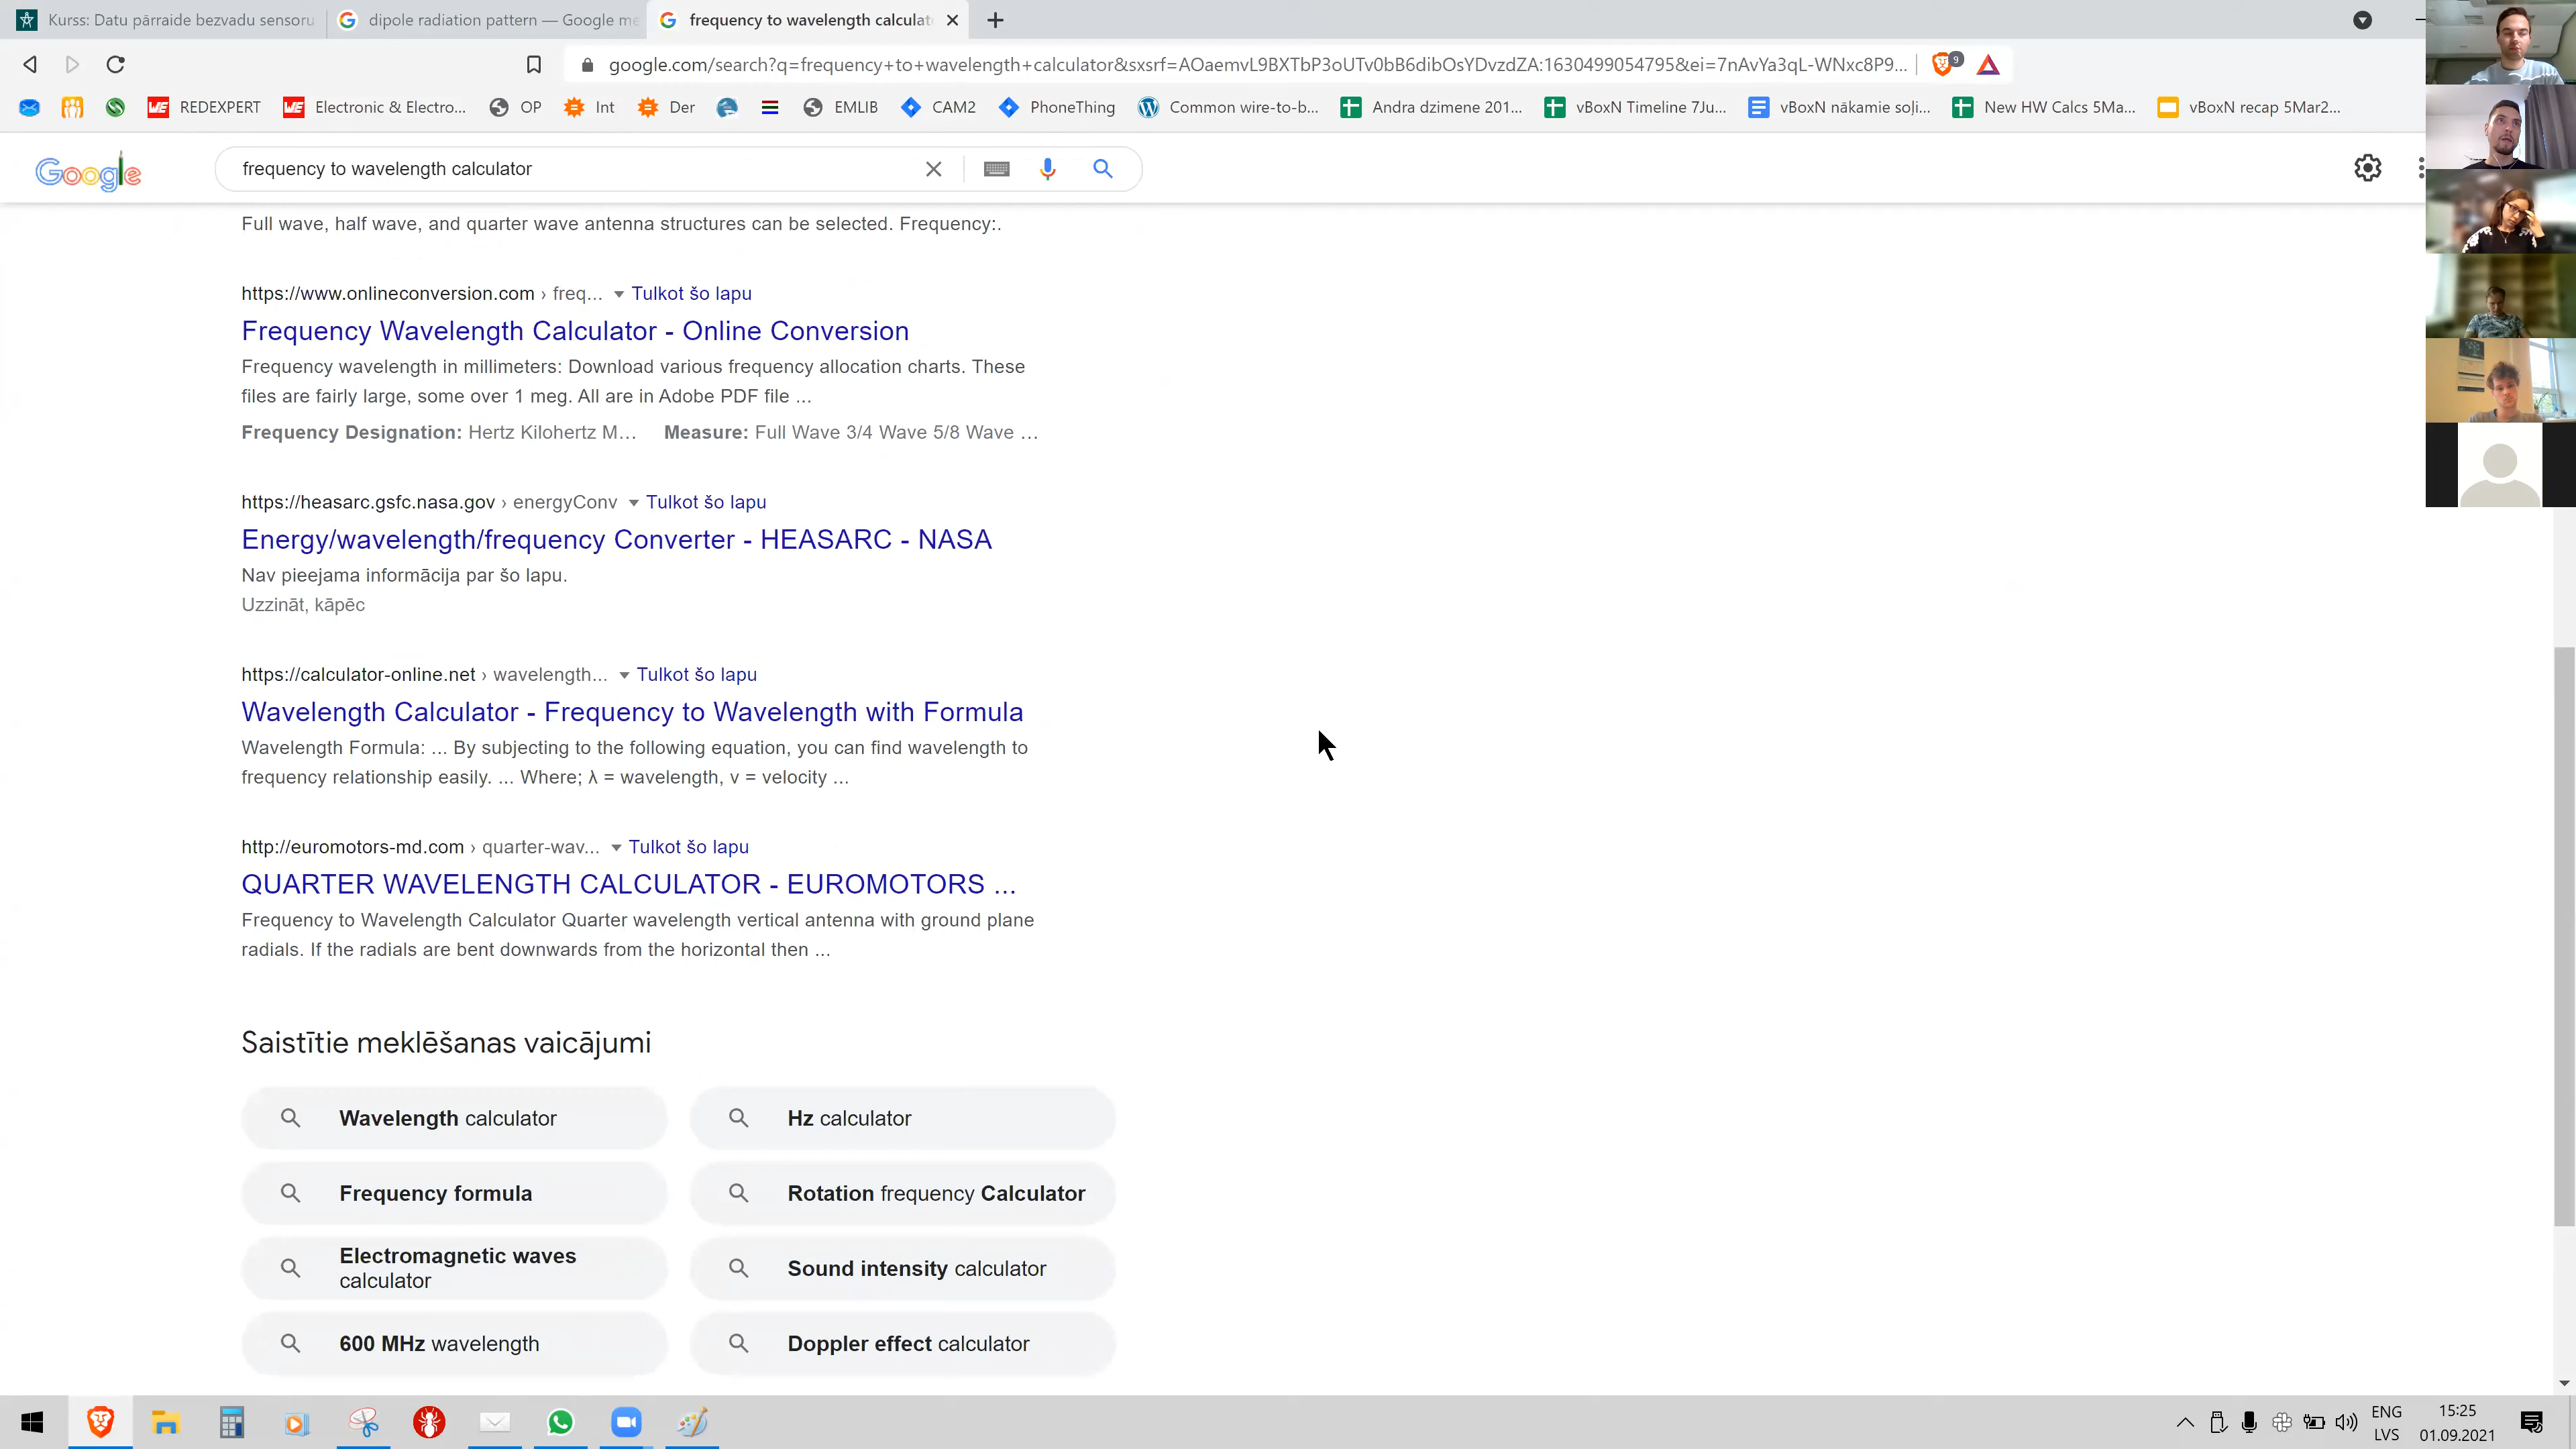 Kurss: Datu pārraide bezvadu sensoru
dipole radiation pattern — Google me
frequency to wavelength calculat
google.com/search?q=frequency+to+wavelength+calculator&sxsrf=AOaemvL9BXTbP3oUTv0bB6dibOsYDvzdZA:1630499054795&ei=7nAvYa3qL-WNxc8P9...
9
REDEXPERT
Electronic & Electro...
OP
Int
Der
EMLIB
CAM2
PhoneThing
Common wire-to-b...
Andra dzimene 201...
vBoxN Timeline 7Ju...
vBoxN nākamie soļi...
New HW Calcs 5Ma...
vBoxN recap 5Mar2...
Google
frequency to wavelength calculator
Full wave, half wave, and quarter wave antenna structures can be selected. Frequency:.
https://www.onlineconversion.com › freq... Tulkot šo lapu
Frequency Wavelength Calculator - Online Conversion
Frequency wavelength in millimeters: Download various frequency allocation charts. These
files are fairly large, some over 1 meg. All are in Adobe PDF file ...
Frequency Designation: Hertz Kilohertz M... Measure: Full Wave 3/4 Wave 5/8 Wave ...
https://heasarc.gsfc.nasa.gov › energyConv Tulkot šo lapu
Energy/wavelength/frequency Converter - HEASARC - NASA
Nav pieejama informācija par šo lapu.
Uzzināt, kāpēc
https://calculator-online.net › wavelength... Tulkot šo lapu
Wavelength Calculator - Frequency to Wavelength with Formula
Wavelength Formula: ... By subjecting to the following equation, you can find wavelength to
frequency relationship easily. ... Where; λ = wavelength, v = velocity ...
http://euromotors-md.com › quarter-wav... Tulkot šo lapu
QUARTER WAVELENGTH CALCULATOR - EUROMOTORS ...
Frequency to Wavelength Calculator Quarter wavelength vertical antenna with ground plane
radials. If the radials are bent downwards from the horizontal then ...
Saistītie meklēšanas vaicājumi
Wavelength calculator
Hz calculator
Frequency formula
Rotation frequency Calculator
Electromagnetic waves
calculator
Sound intensity calculator
600 MHz wavelength
Doppler effect calculator
ENG
LVS
15:25
01.09.2021